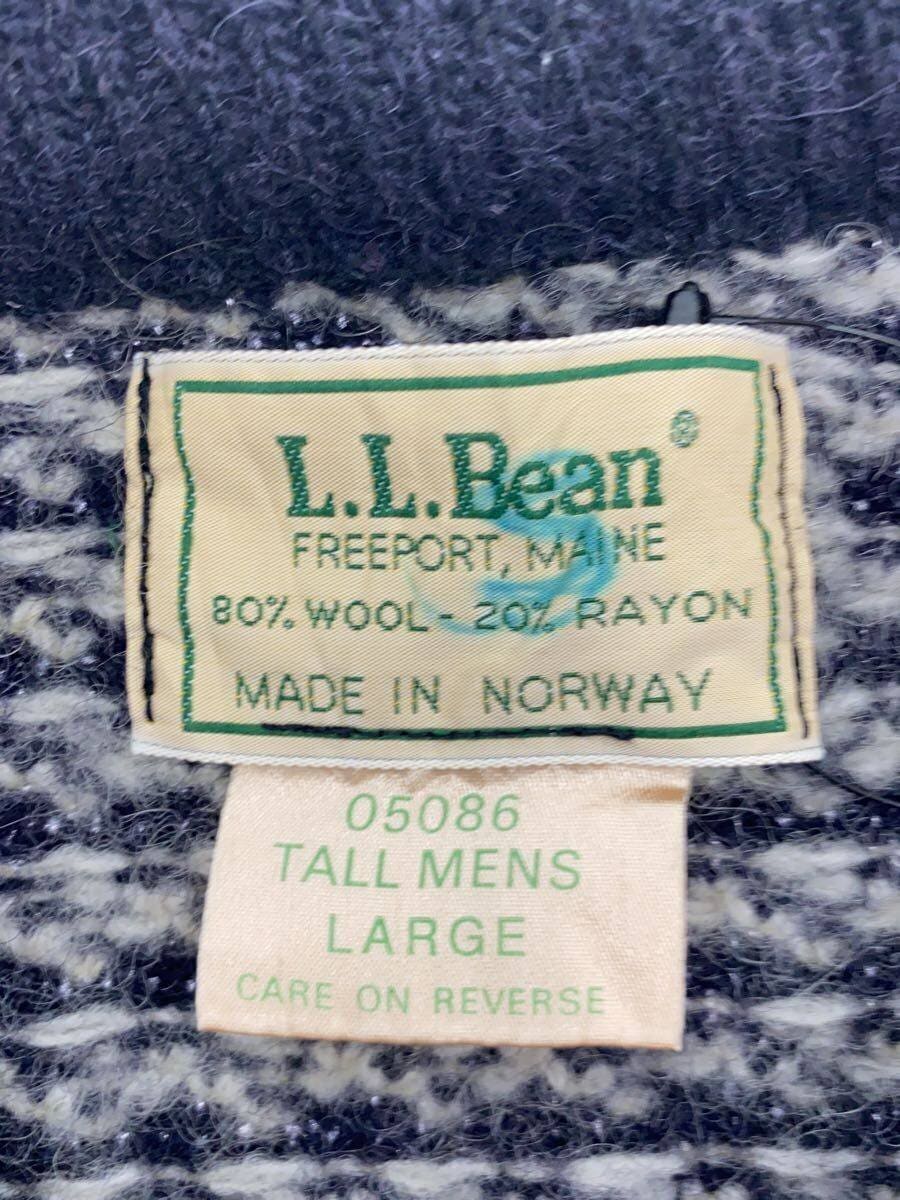 L.L.Bean®
FREEPORT, MAINE
80% WOOL - 20% RAYON
MADE IN NORWAY
05086
TALL MENS
LARGE
CARE ON REVERSE